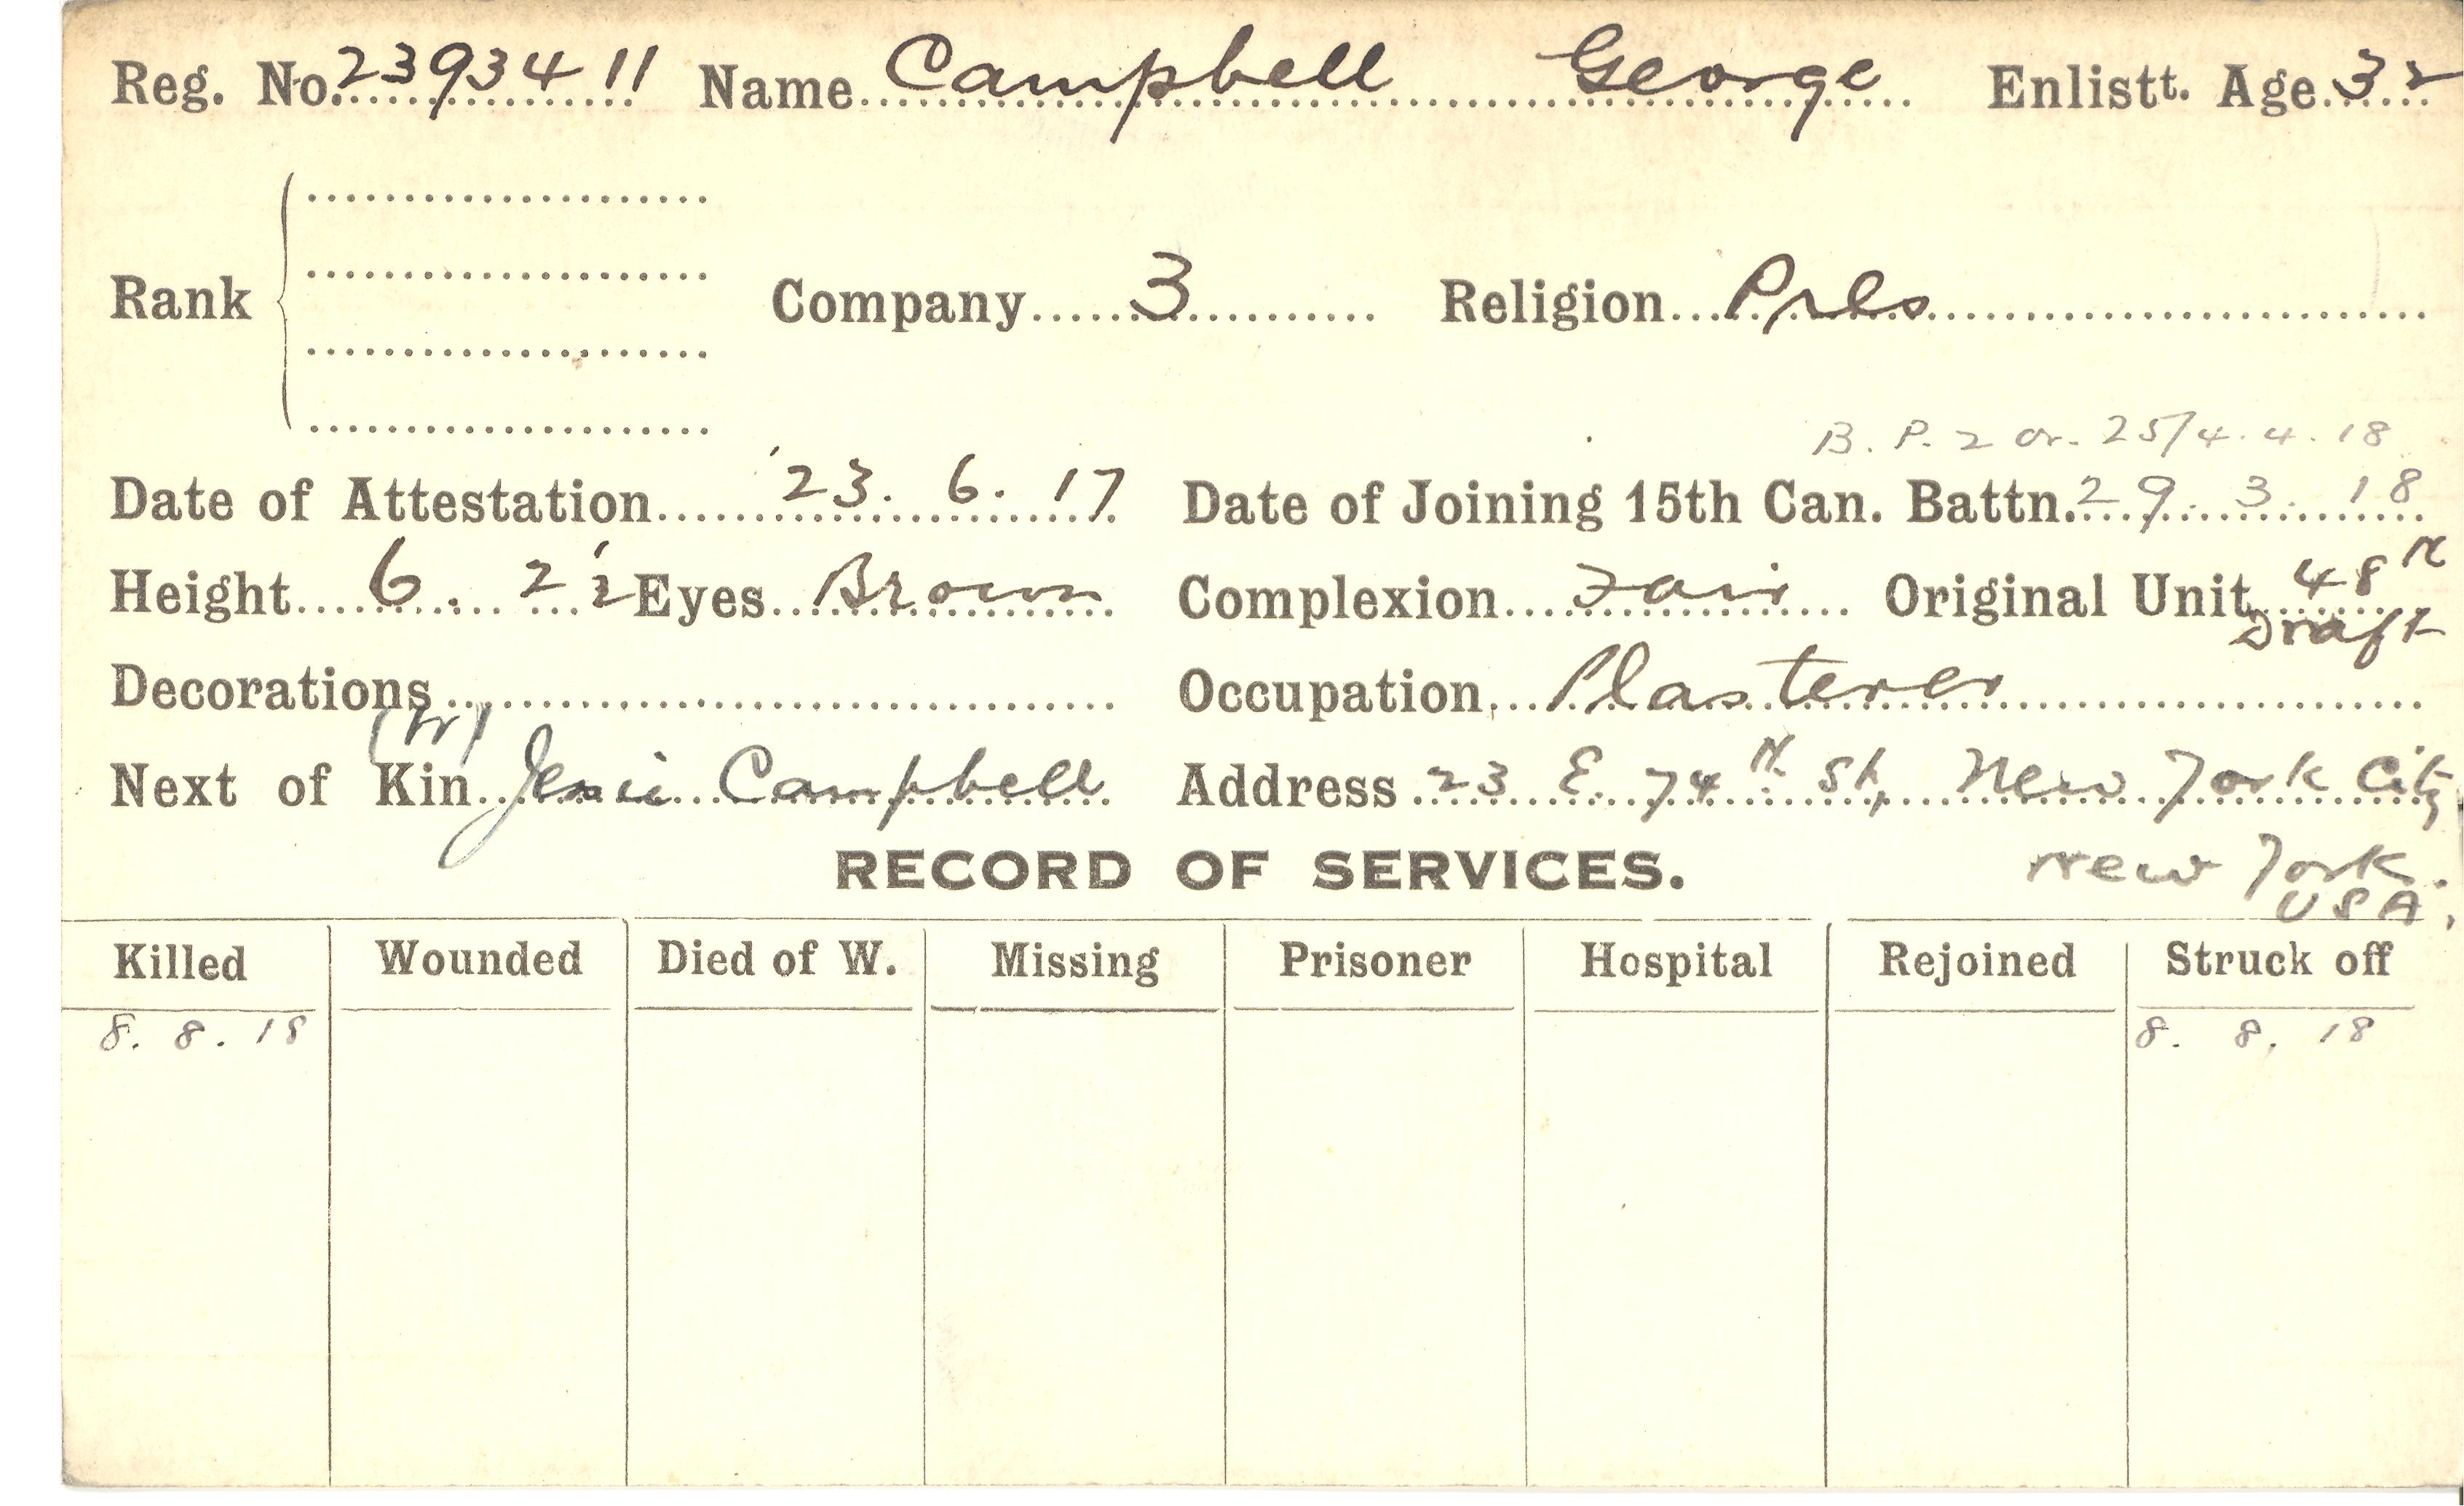 Reg. No. 2393411 Name Campbell George Enlistt. Age 32
Rank Company 3 Religion Pres
B. P. 2 Or. 25/4.4.18
Date of Attestation 23. 6. 17 Date of Joining 15th Can. Battn. 29. 3. 18
Height 6. 2½ Eyes Brown Complexion Fair Original Unit 48th
Draft
Decorations Occupation Plasterer
(W)
Next of Kin Campbell Address 23 E. 74th St, New York City
RECORD OF SERVICES. New York.
USA.
Killed Wounded Died of W. Missing Prisoner Hospital Rejoined Struck off
8. 8. 18 8. 8. 18